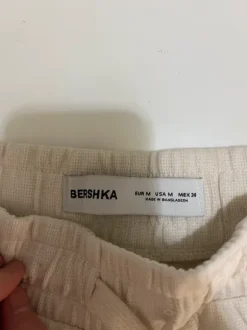 BERSHKA
EUR M USA M MEX 28
MADE IN BANGLADESH